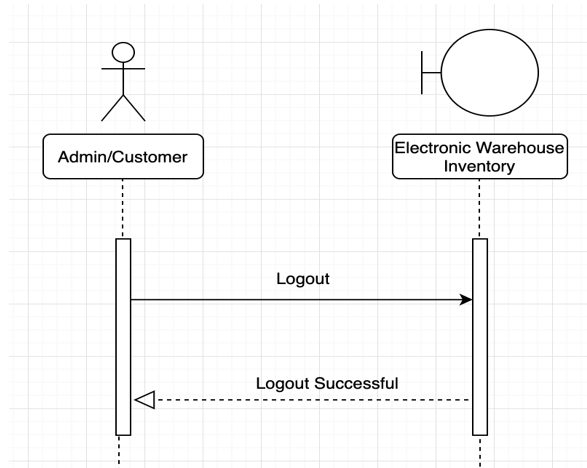 Admin/Customer
Electronic Warehouse
Inventory
Logout
Logout Successful